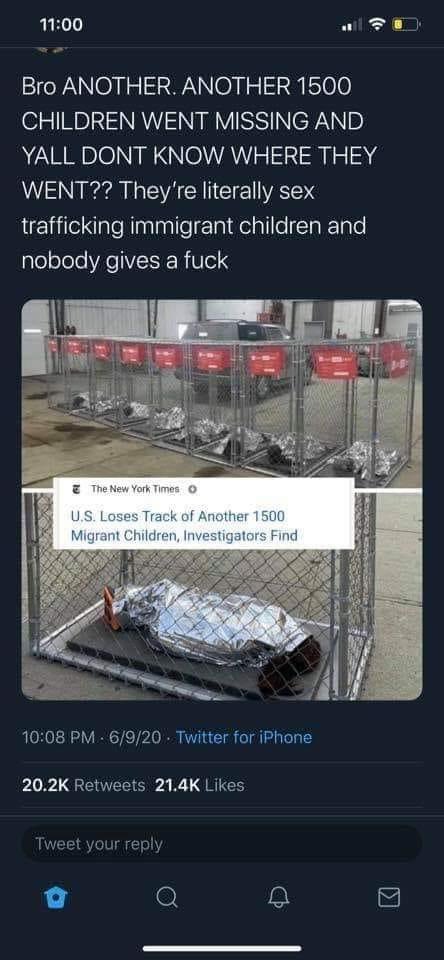 11:00
Bro ANOTHER. ANOTHER 1500
CHILDREN WENT MISSING AND
YALL DONT KNOW WHERE THEY
WENT?? They're literally sex
trafficking immigrant children and
nobody gives a fuck
The New York Times
U.S. Loses Track of Another 1500
Migrant Children, Investigators Find
10:08 PM · 6/9/20 · Twitter for iPhone
20.2K Retweets 21.4K Likes
Tweet your reply